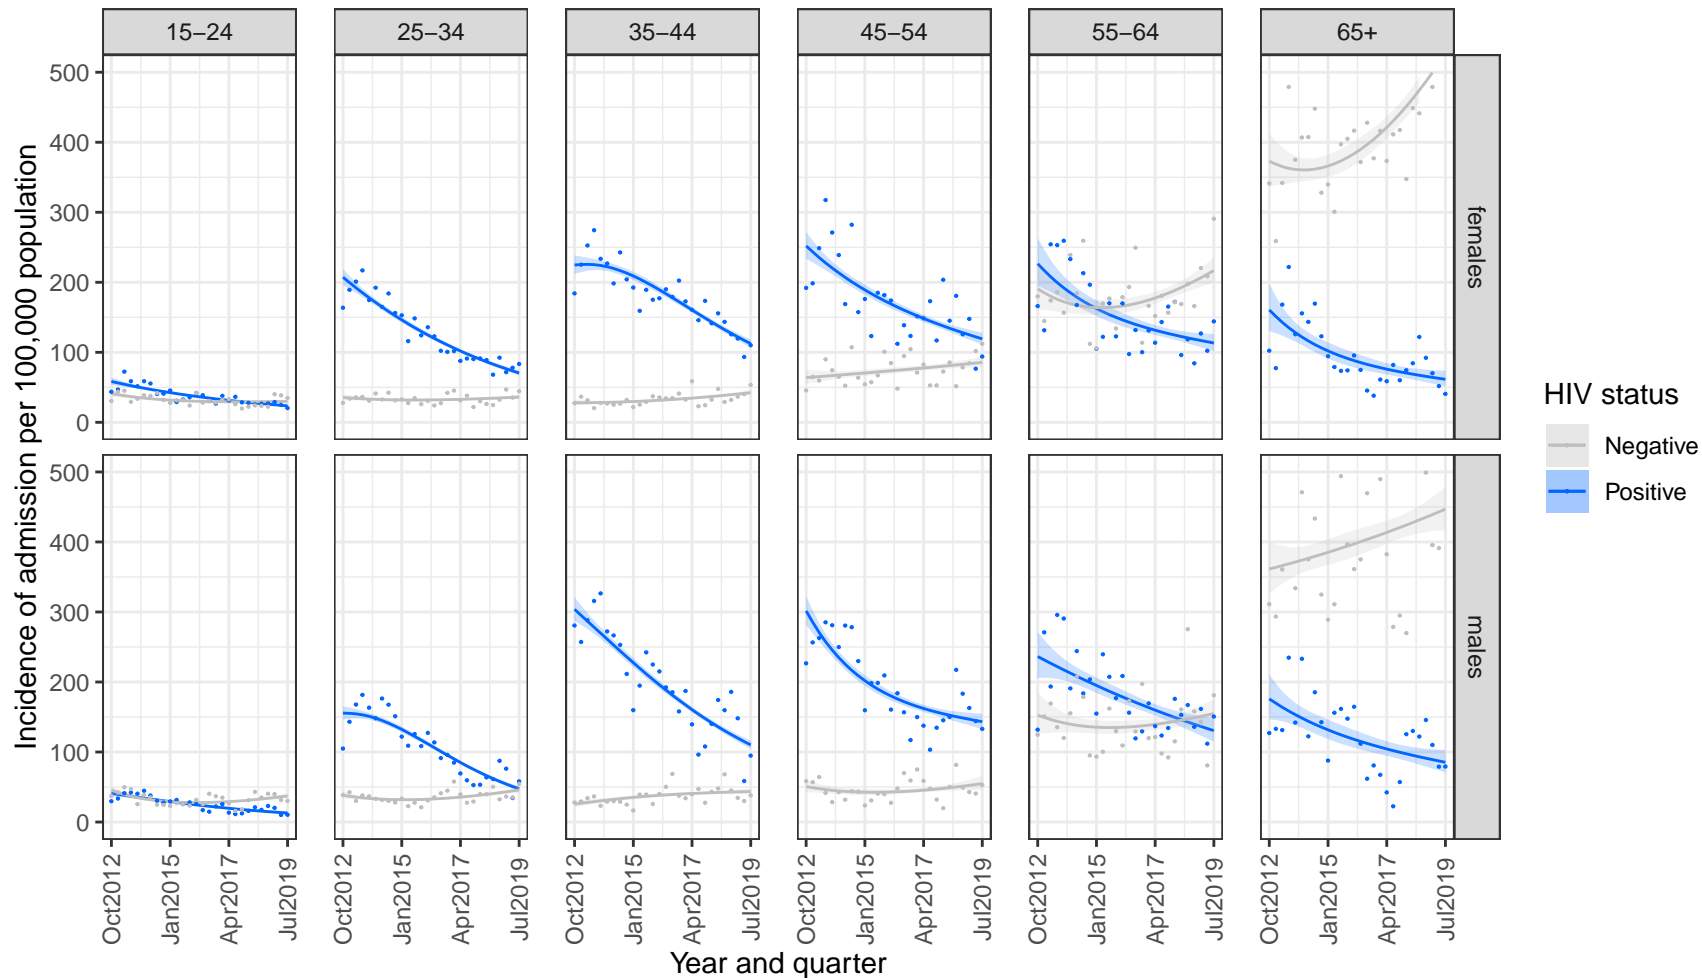 15−24 25−34 35−44 45−54 55−64 65+
Incidence of admission per 100,000 population
500
400
300
200
100
0
females
500
400
300
200
100
0
males
Oct2012 Jan2015 Apr2017 Jul2019 Oct2012 Jan2015 Apr2017 Jul2019 Oct2012 Jan2015 Apr2017 Jul2019 Oct2012 Jan2015 Apr2017 Jul2019 Oct2012 Jan2015 Apr2017 Jul2019 Oct2012 Jan2015 Apr2017 Jul2019
Year and quarter
HIV status
Negative
Positive